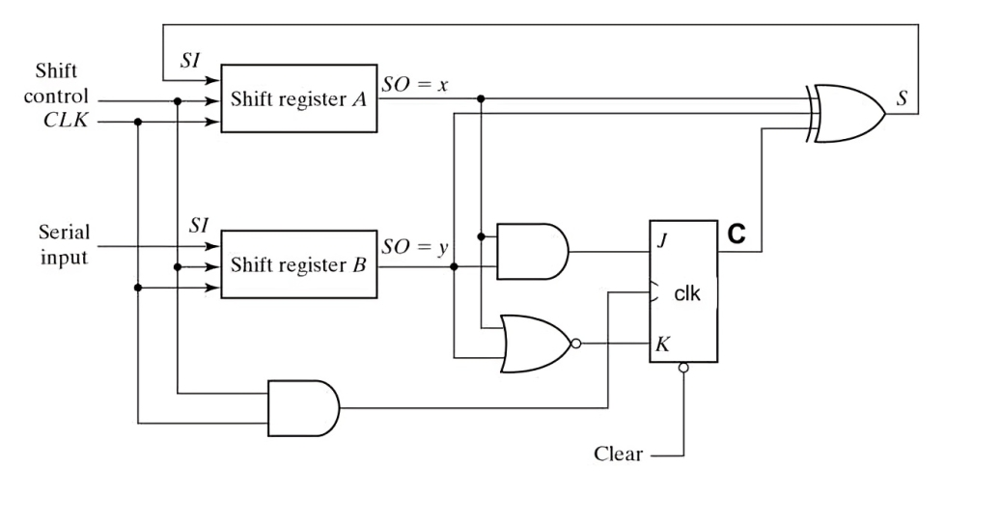 SI
Shift
control
CLK
Shift register A
SO = x
S
Serial
input
SI
Shift register B
SO = y
J
C
clk
K
Clear